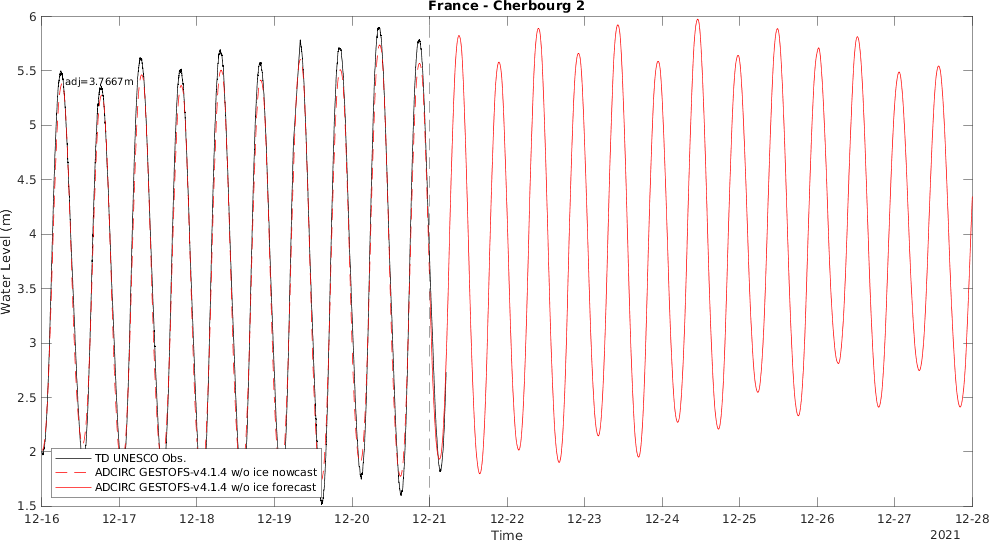 France - Cherbourg 2
6
5.5
5
4.5
4
3.5
3
2.5
2
1.5
Water Level (m)
adj=3.7667m
TD UNESCO Obs.
ADCIRC GESTOFS-v4.1.4 w/o ice nowcast
ADCIRC GESTOFS-v4.1.4 w/o ice forecast
12-16 12-17 12-18 12-19 12-20 12-21 12-22 12-23 12-24 12-25 12-26 12-27 12-28
Time
2021